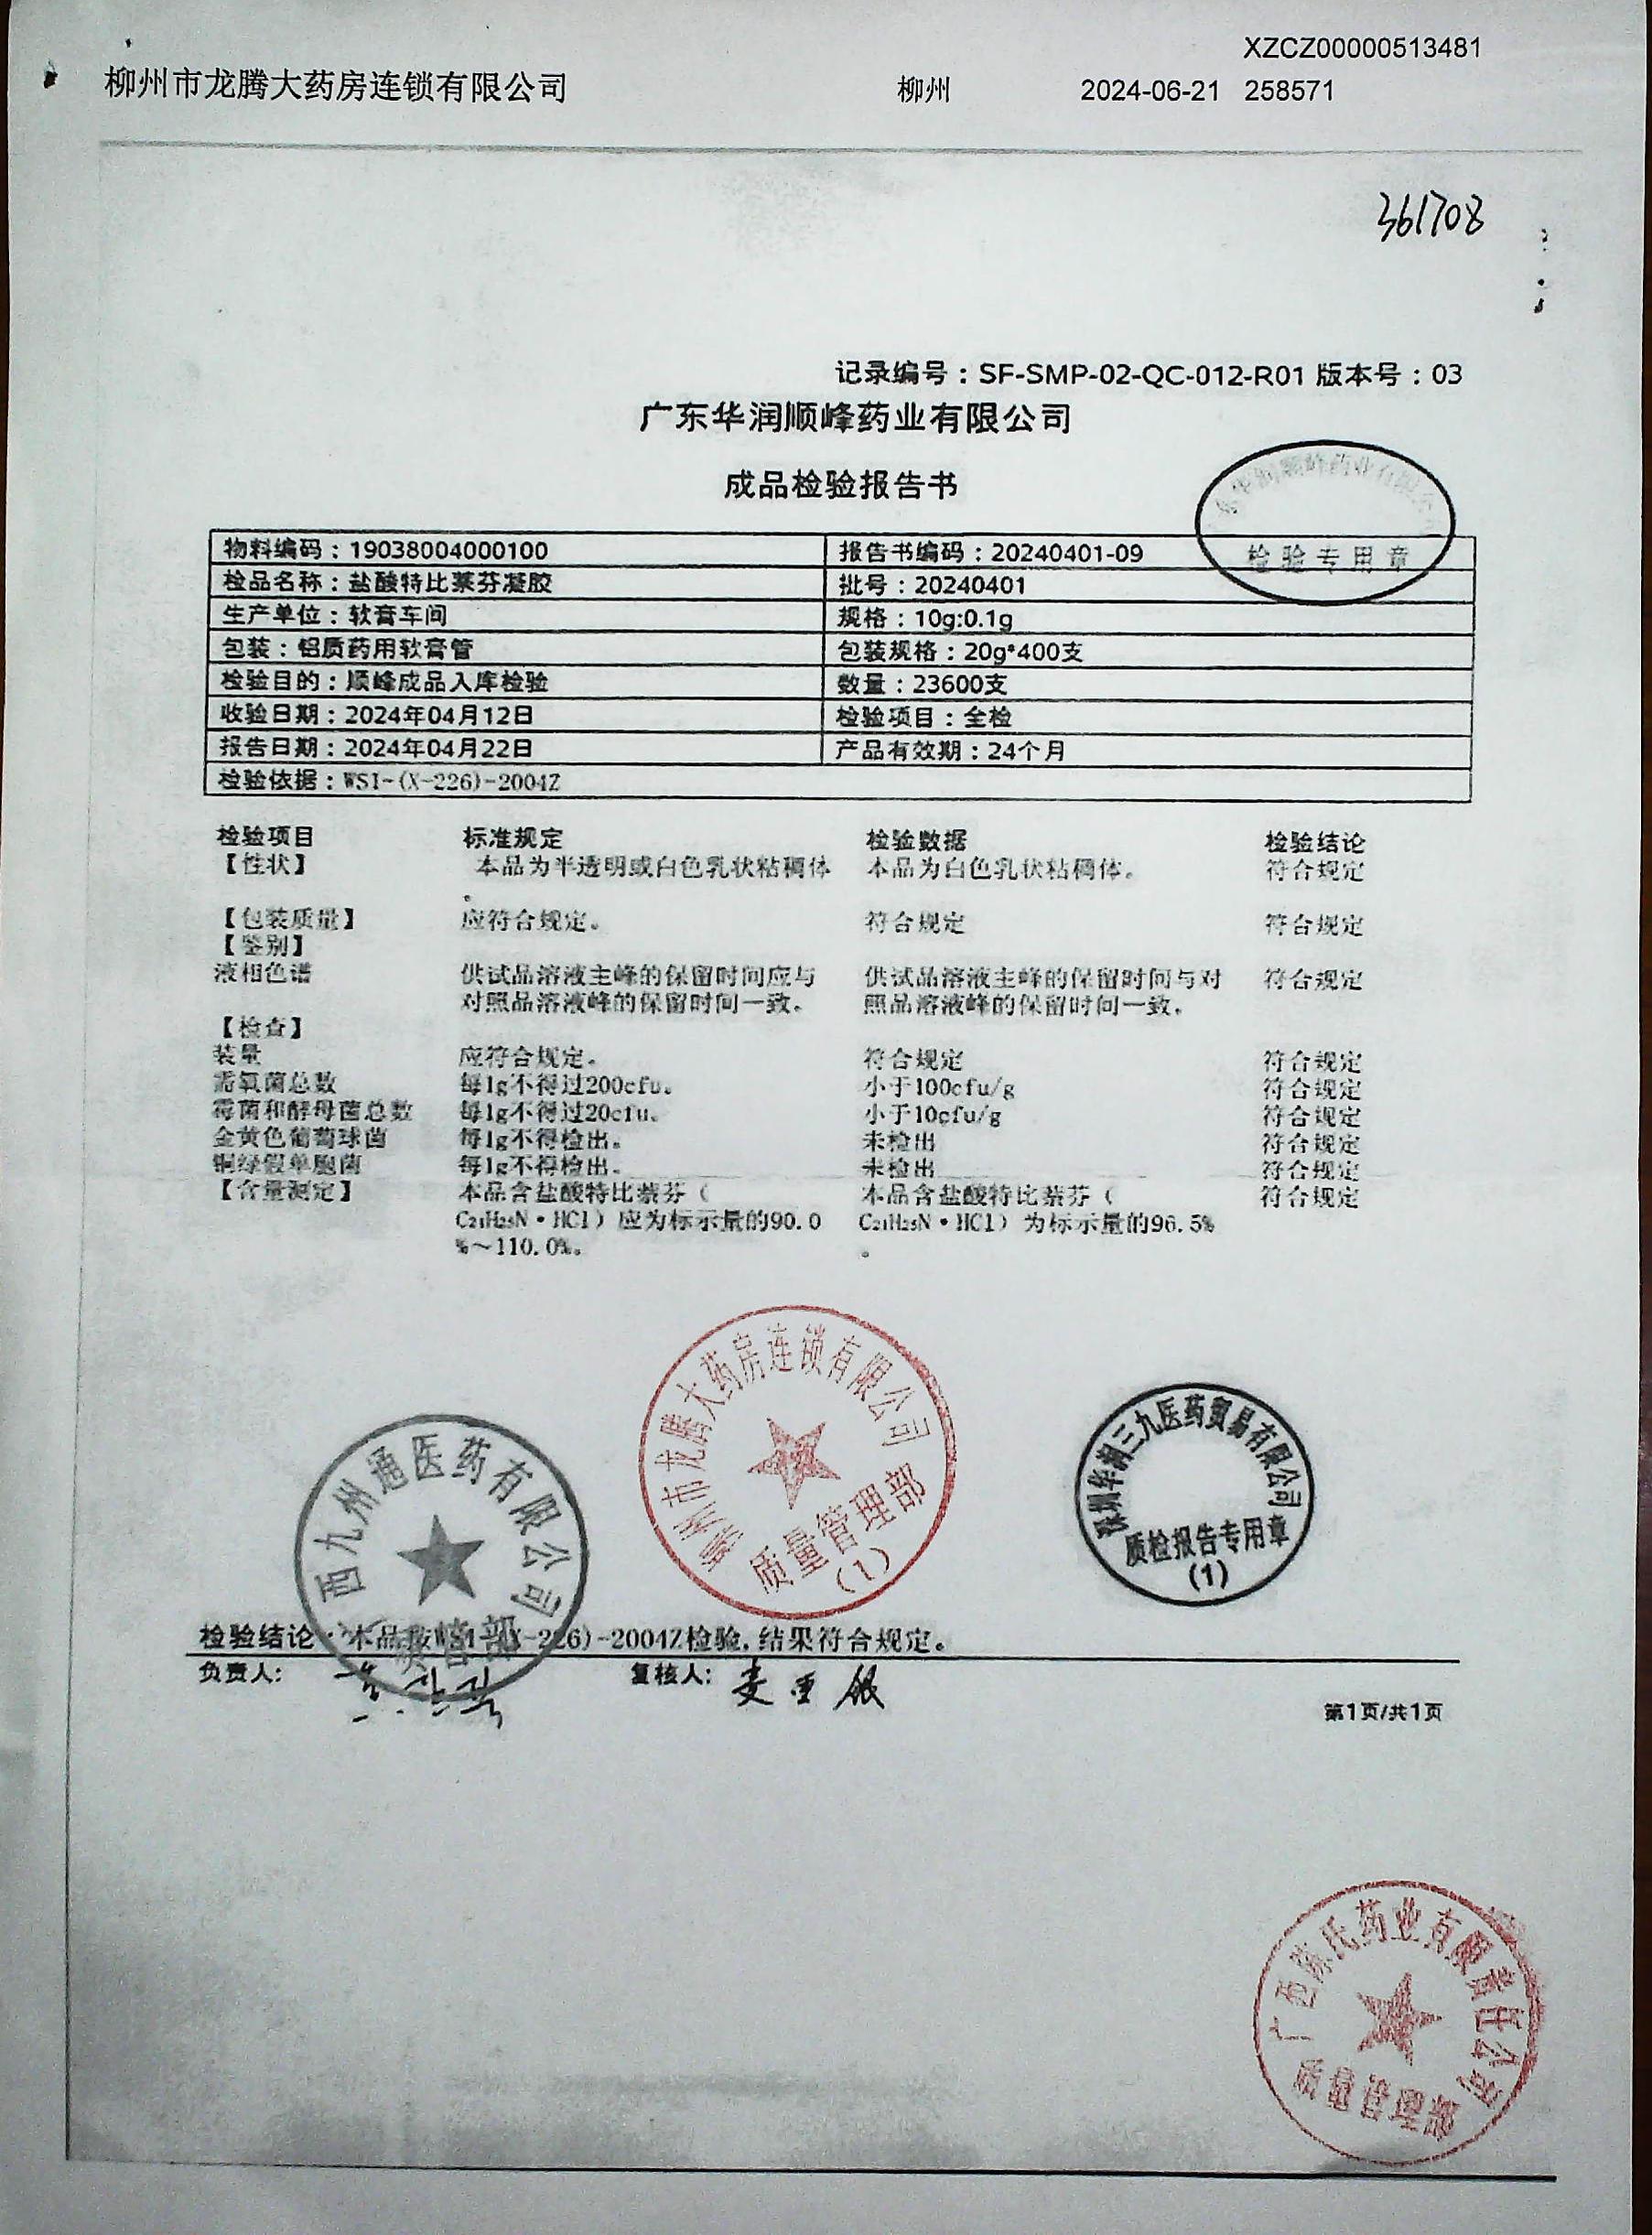 XZCZ00000513481
柳州市龙腾大药房连锁有限公司 柳州 2024-06-21 258571
361708
记录编号：SF-SMP-02-QC-012-R01 版本号：03
广东华润顺峰药业有限公司
成品检验报告书
华润顺峰药业有限
检验专用章
物料编码：19038004000100 报告书编码：20240401-09
检品名称：盐酸特比萘芬凝胶 批号：20240401
生产单位：软膏车间 规格：10g:0.1g
包装：铝质药用软膏管 包装规格：20g*400支
检验目的：顺峰成品入库检验 数量：23600支
收验日期：2024年04月12日 检验项目：全检
报告日期：2024年04月22日 产品有效期：24个月
检验依据：WS1-(X-226)-2004Z
检验项目 标准规定 检验数据 检验结论
【性状】 本品为半透明或白色乳状粘稠体 本品为白色乳状粘稠体。 符合规定
。
【包装质量】 应符合规定。 符合规定 符合规定
【鉴别】
液相色谱 供试品溶液主峰的保留时间应与 供试品溶液主峰的保留时间与对 符合规定
对照品溶液峰的保留时间一致。 照品溶液峰的保留时间一致。
【检查】
装量 应符合规定。 符合规定 符合规定
需氧菌总数 每1g不得过200cfu。 小于100cfu/g 符合规定
霉菌和酵母菌总数 每1g不得过20cfu。 小于10cfu/g 符合规定
金黄色葡萄球菌 每1g不得检出。 未检出 符合规定
铜绿假单胞菌 每1g不得检出。 未检出 符合规定
【含量测定】 本品含盐酸特比萘芬（ 本品含盐酸特比萘芬（ 符合规定
C₂₁H₂₅N·HCl）应为标示量的90.0 C₂₁H₂₅N·HCl）为标示量的96.5%
%～110.0%。 。
柳州市龙腾大药房连锁有限公司
质量管理部
(1)
西九州通医药有限公司
质管部
深圳华润三九医药贸易有限公司
质检报告专用章
(1)
检验结论：本品按WS1-(X-226)-2004Z检验,结果符合规定。
负责人: 复核人:
第1页/共1页
广西陈氏药业有限责任公司
质量管理部